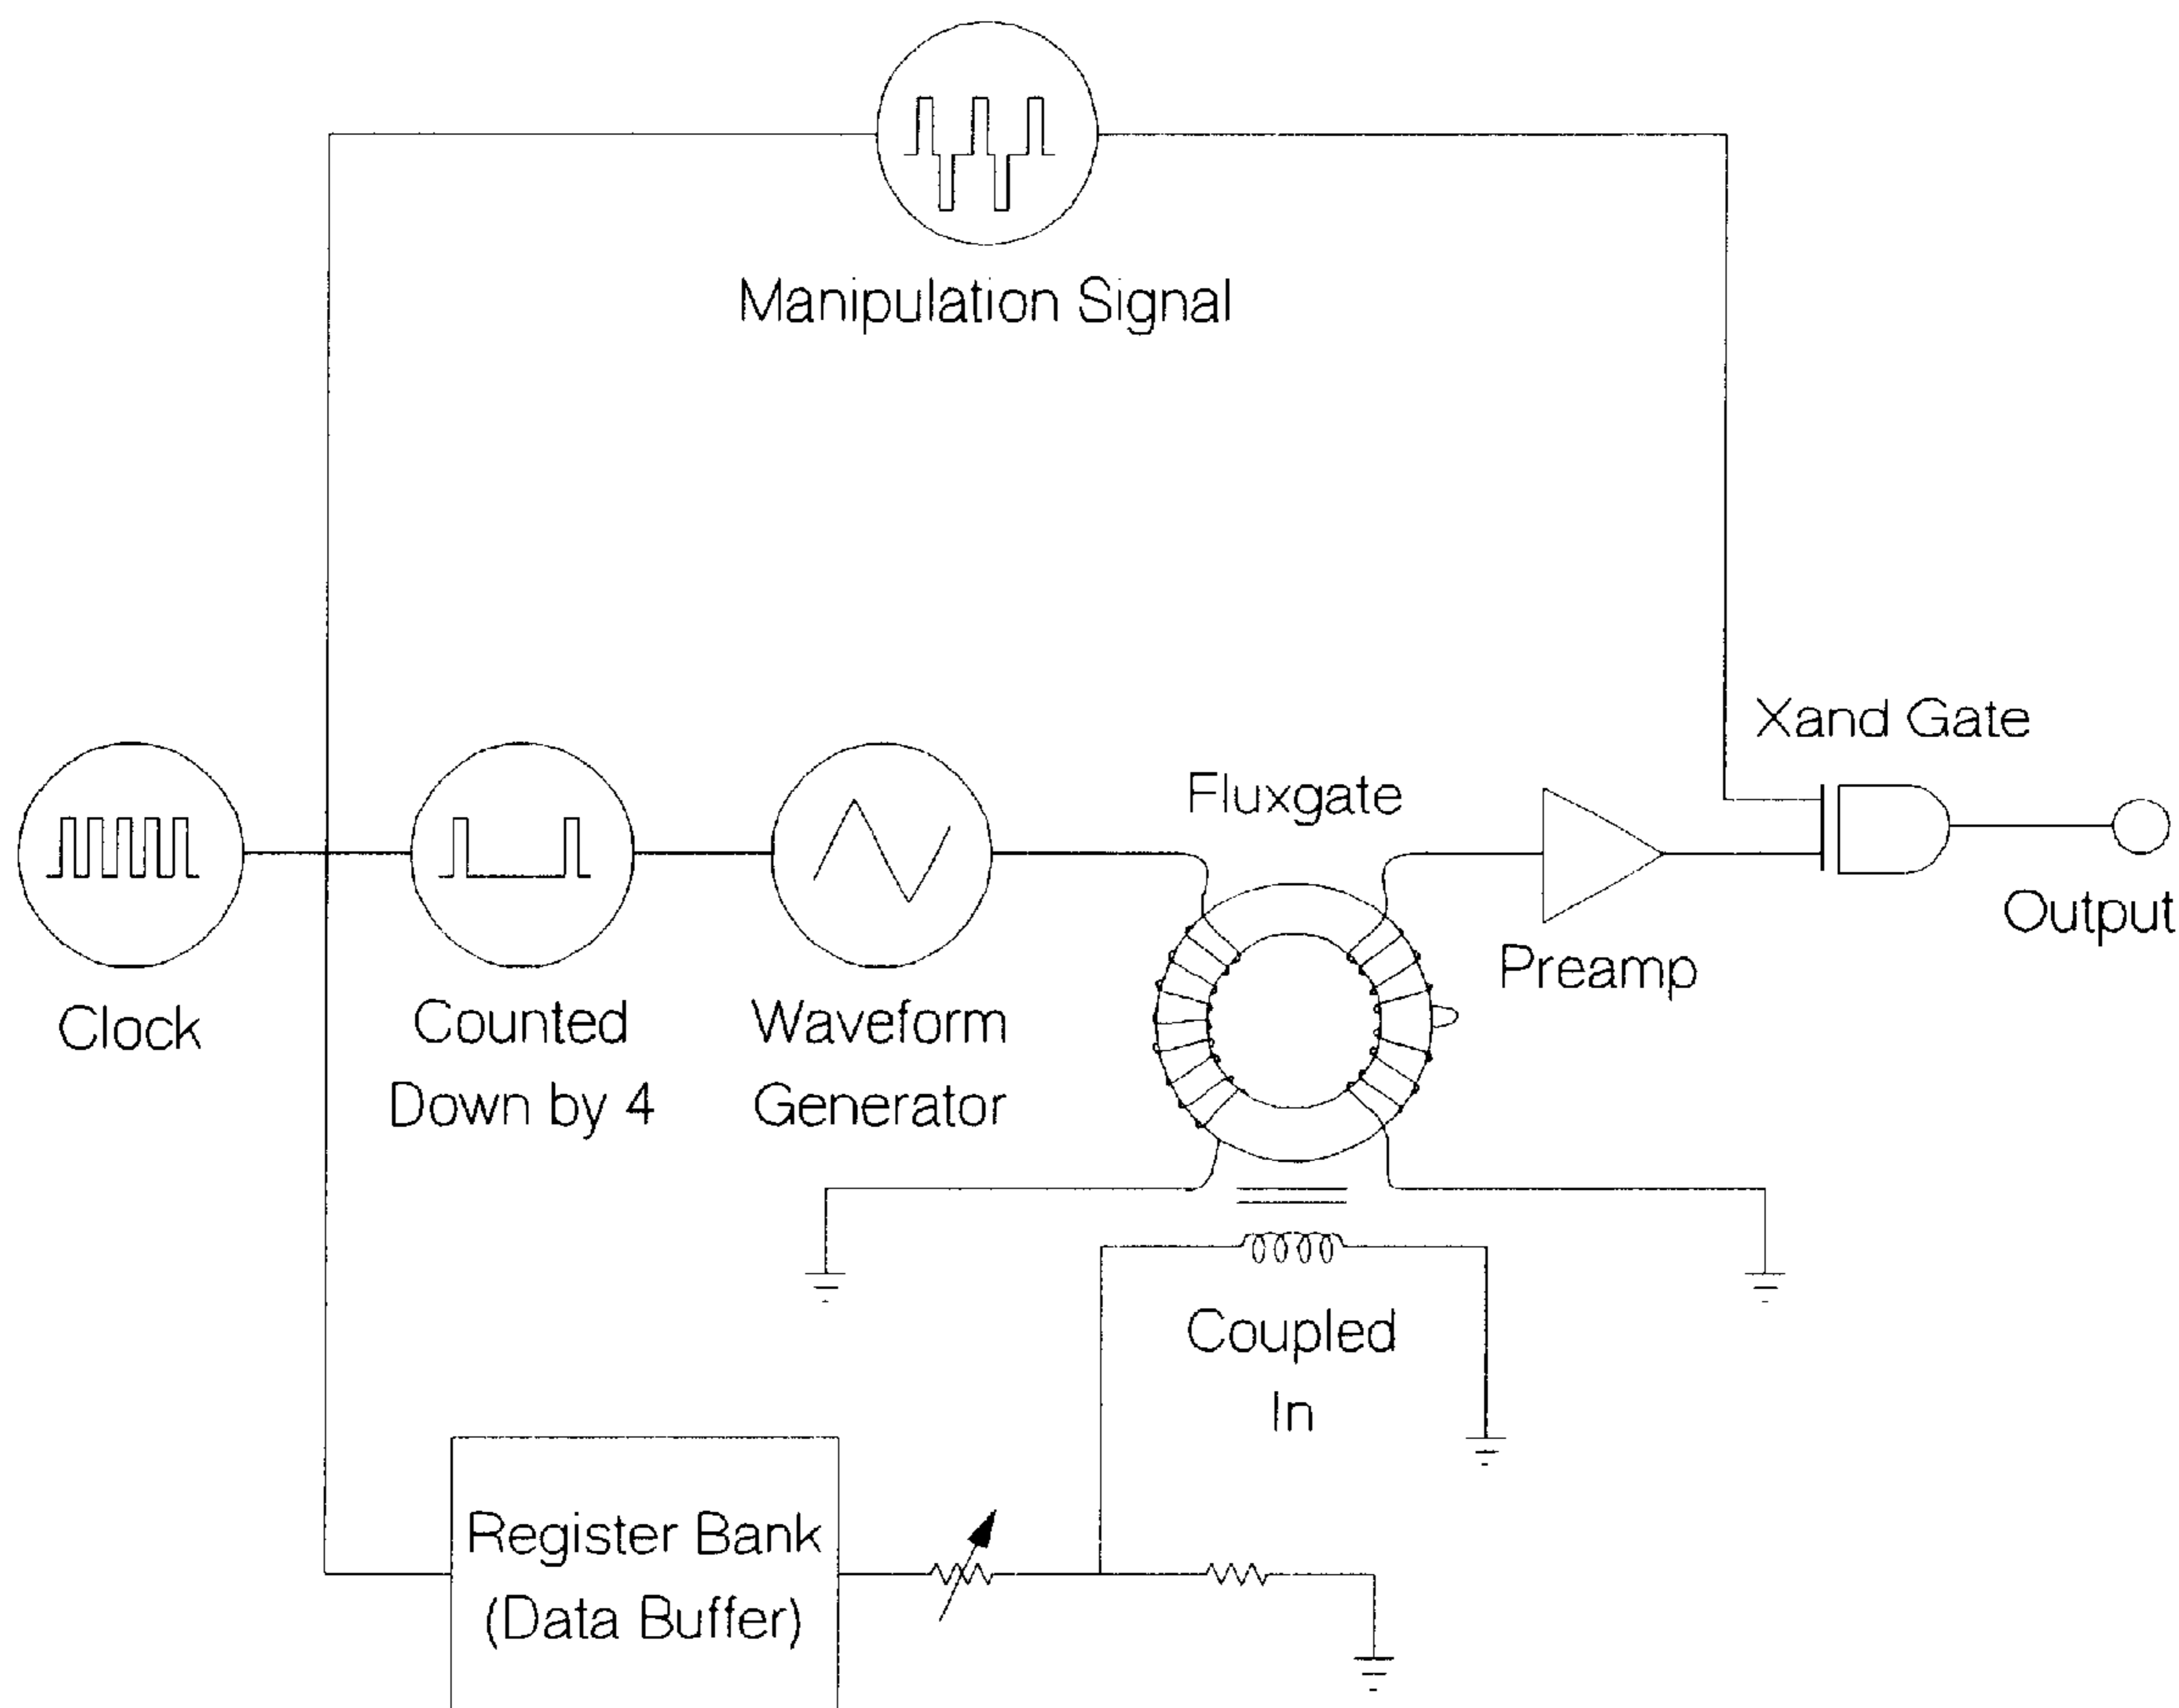 Manipulation Signal
Xand Gate
Fluxgate
Output
Preamp
Clock
Counted
Down by 4
Waveform
Generator
Coupled
In
Register Bank
(Data Buffer)